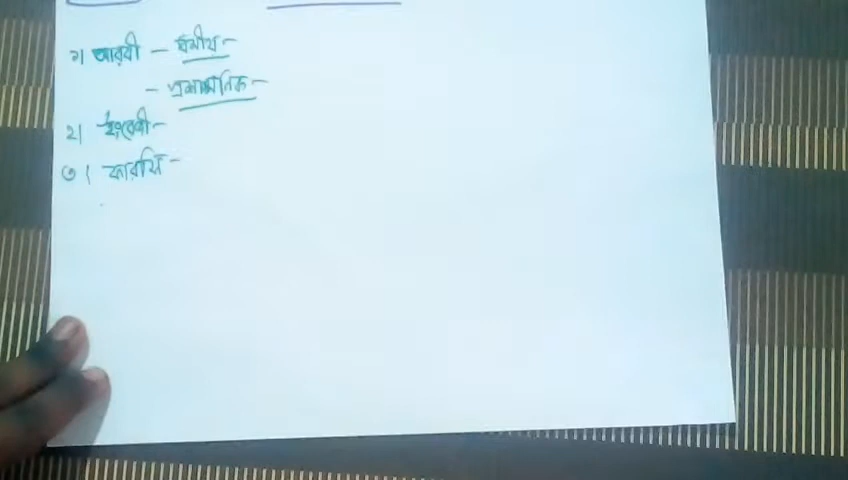 ১। আরবী - ধর্মীয় -
- প্রশাসনিক -
২। ইংরেজী -
৩। ফারসি -